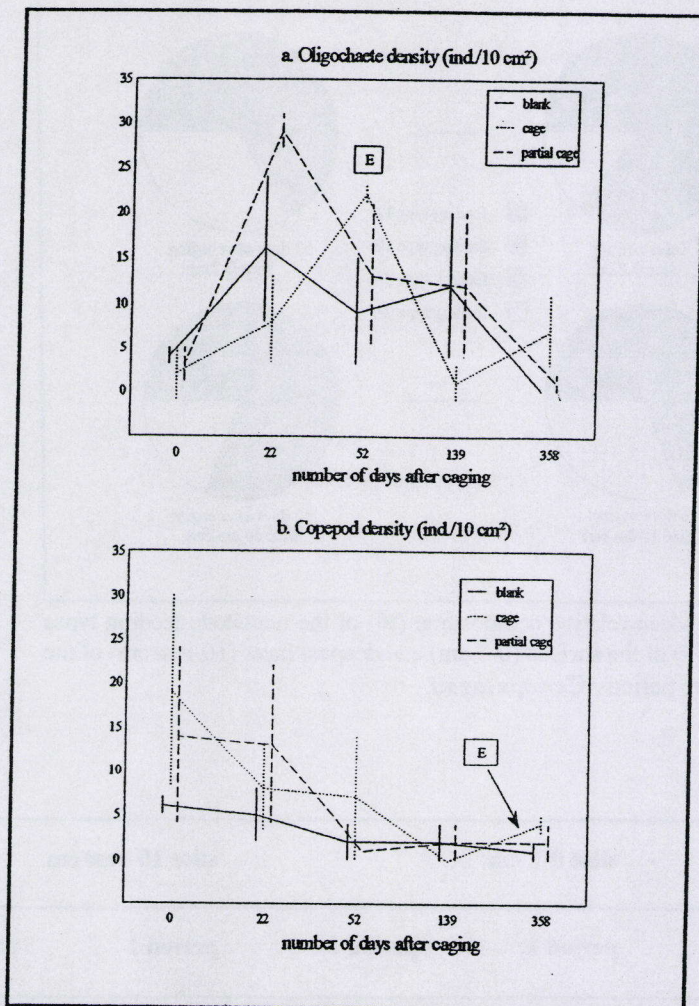 a. Oligochaete density (ind./10 cm²)
35
30
25
20
15
10
5
0
blank
cage
partial cage
E
0 22 52 139 358
number of days after caging
b. Copepod density (ind./10 cm²)
35
30
25
20
15
10
5
0
blank
cage
partial cage
E
0 22 52 139 358
number of days after caging